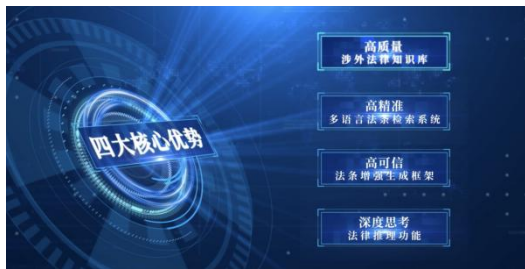 四大核心优势
高质量
涉外法律知识库
高精准
多语言法条检索系统
高可信
法条增强生成框架
深度思考
法律推理功能